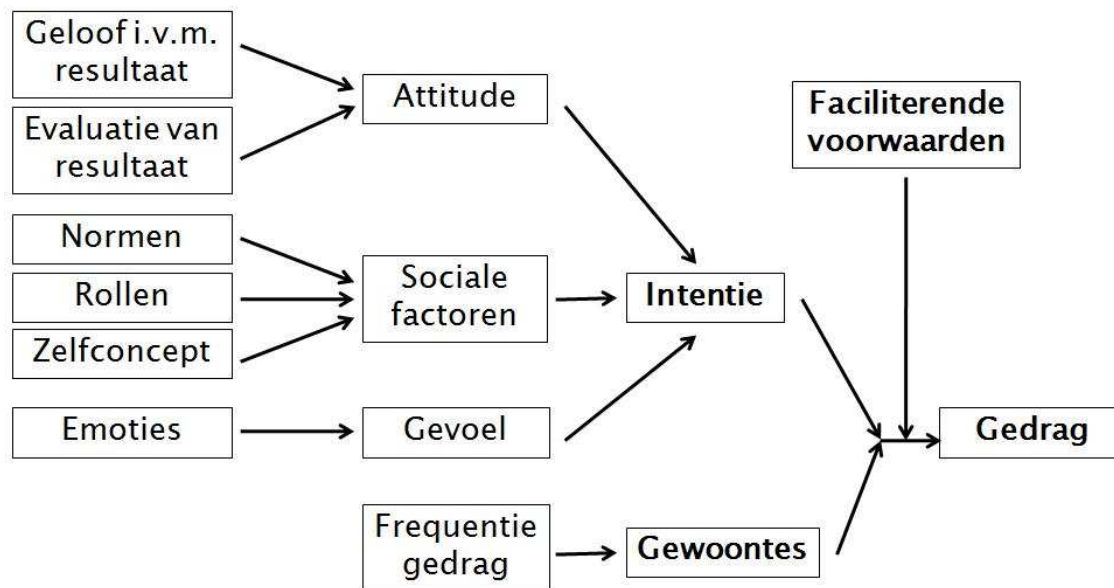 Geloof i.v.m.
resultaat
Evaluatie van
resultaat
Normen
Rollen
Zelfconcept
Emoties
Attitude
Sociale
factoren
Gevoel
Frequentie
gedrag
Intentie
Gewoontes
Faciliterende
voorwaarden
Gedrag